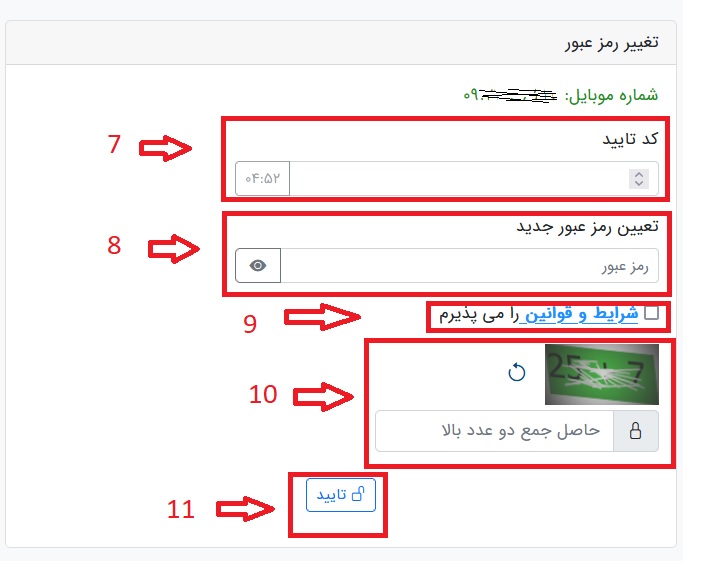 تغییر رمز عبور
شماره موبایل: ۰۹
7
کد تایید
۰۴:۵۲
8
تعیین رمز عبور جدید
رمز عبور
9
شرایط و قوانین را می پذیرم
10
25 + 7
حاصل جمع دو عدد بالا
11
تایید